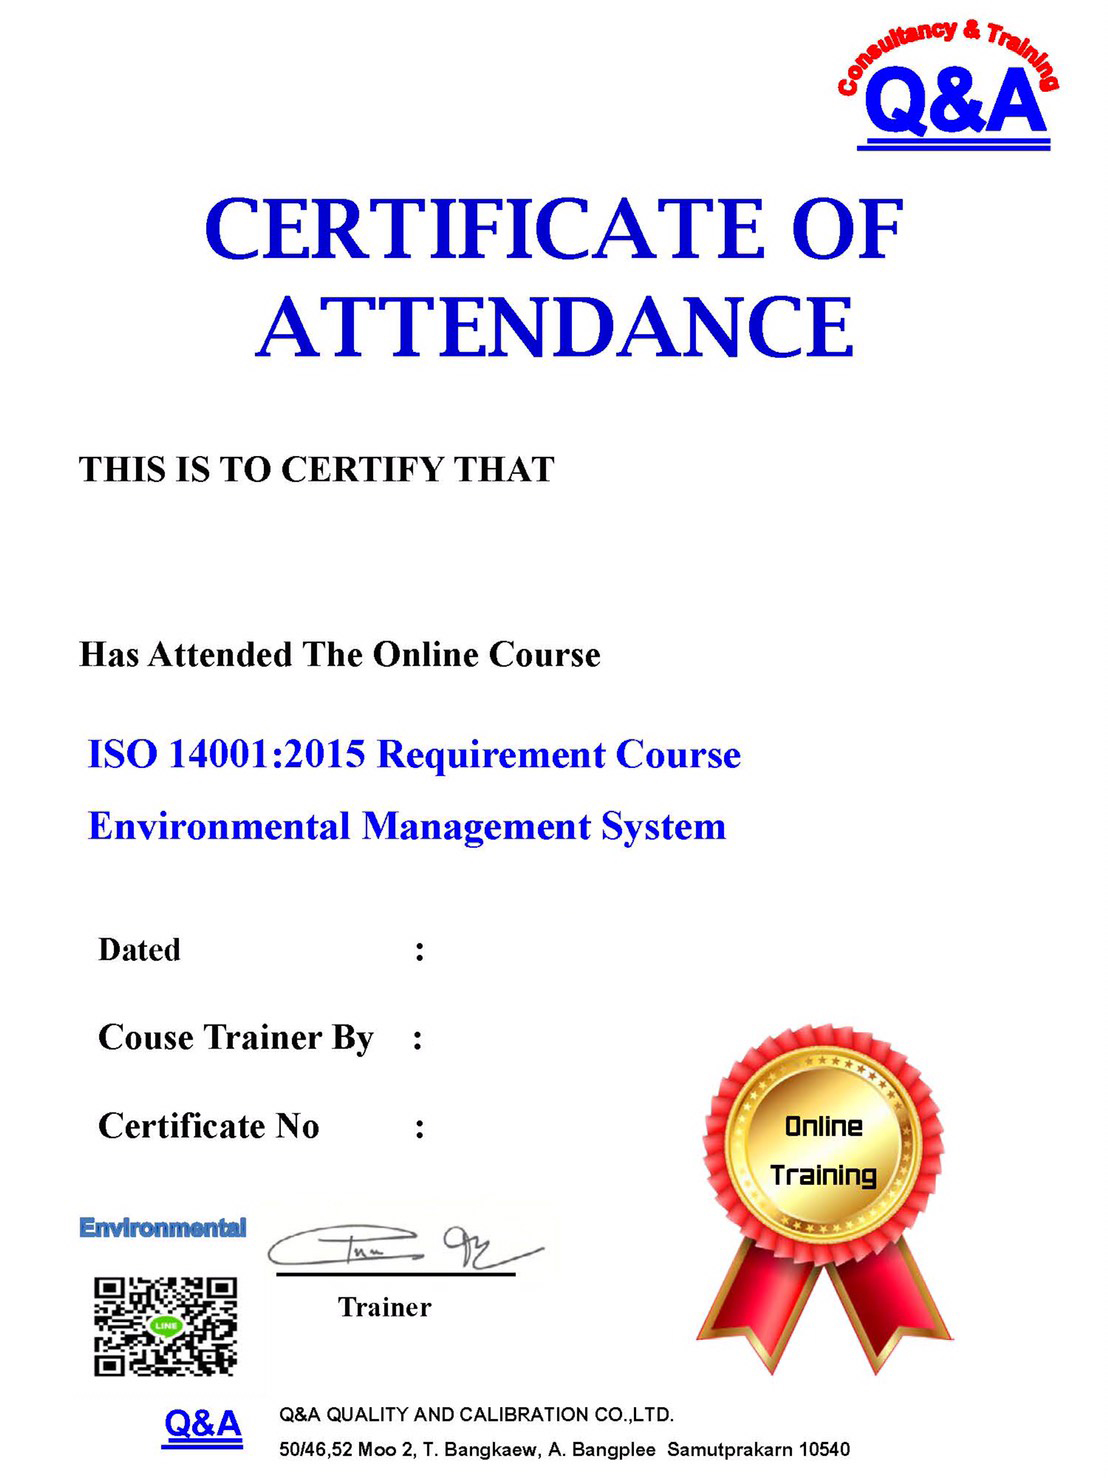 Consultancy & Training
Q&A
CERTIFICATE OF
ATTENDANCE
THIS IS TO CERTIFY THAT
Has Attended The Online Course
ISO 14001:2015 Requirement Course
Environmental Management System
Dated :
Couse Trainer By :
Certificate No :
Online
Training
Environmental
Trainer
LINE
Q&A
Q&A QUALITY AND CALIBRATION CO.,LTD.
50/46,52 Moo 2, T. Bangkaew, A. Bangplee Samutprakarn 10540